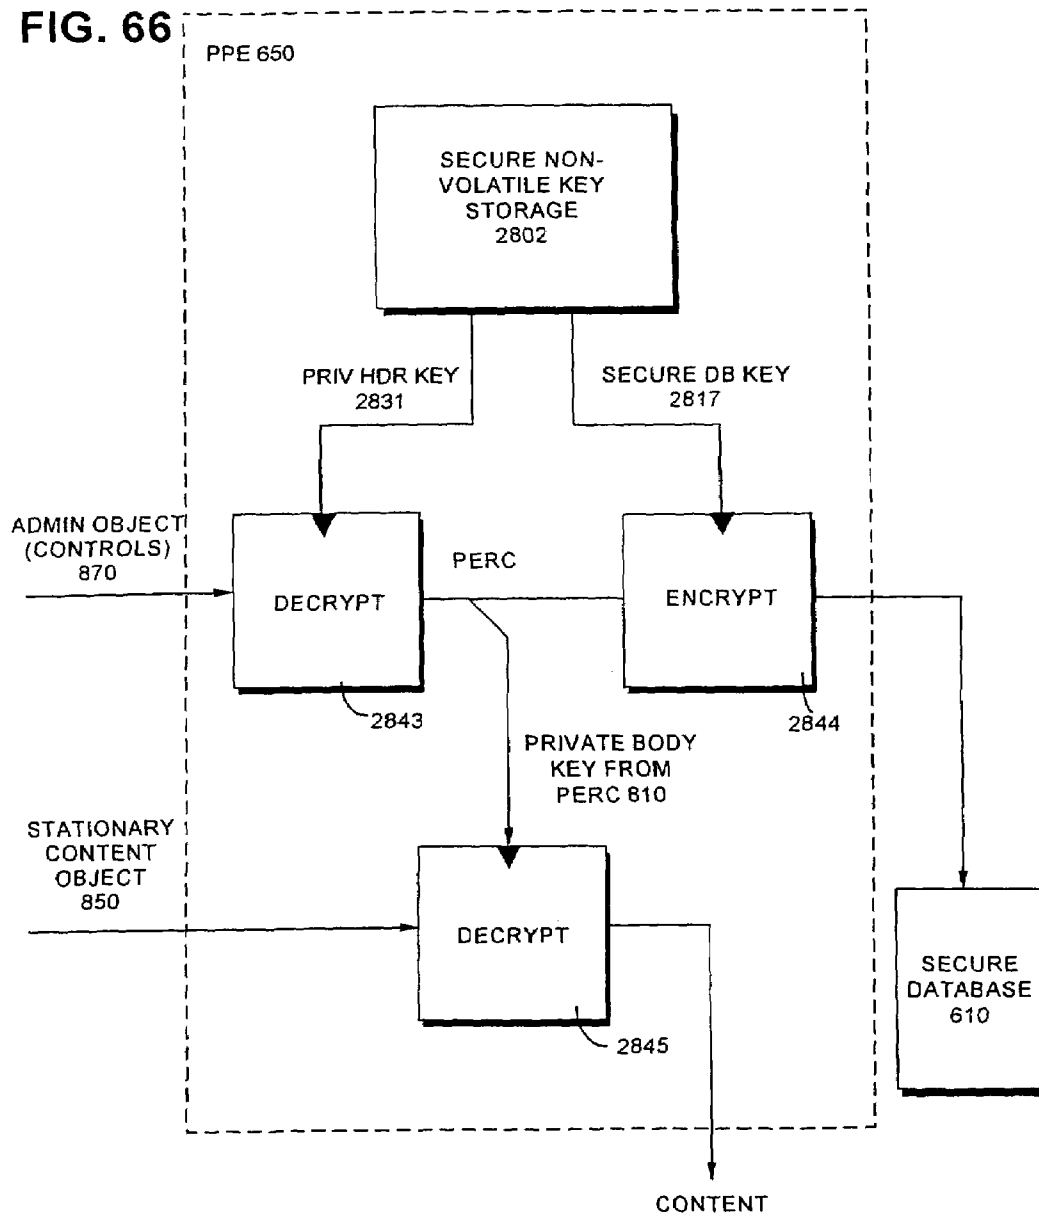 FIG. 66
PPE 650
SECURE NON-
VOLATILE KEY
STORAGE
2802
PRIV HDR KEY
2831
SECURE DB KEY
2817
ADMIN OBJECT
(CONTROLS)
870
DECRYPT
PERC
ENCRYPT
2843
2844
PRIVATE BODY
KEY FROM
PERC 810
STATIONARY
CONTENT
OBJECT
850
DECRYPT
2845
SECURE
DATABASE
610
CONTENT